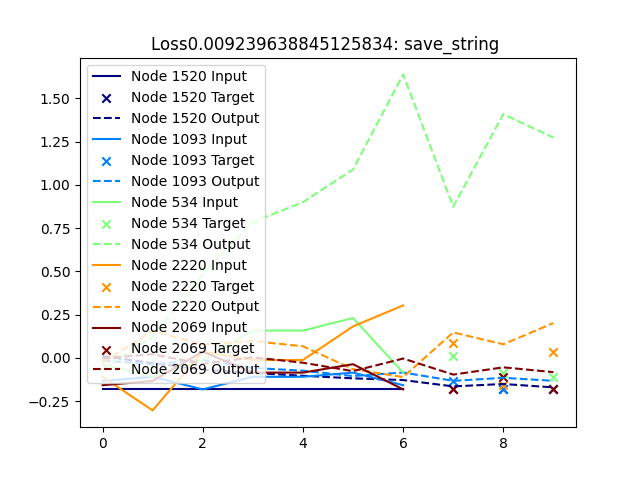 Loss0.009239638845125834: save_string
Node 1520 Input
Node 1520 Target
Node 1520 Output
Node 1093 Input
Node 1093 Target
Node 1093 Output
Node 534 Input
Node 534 Target
Node 534 Output
Node 2220 Input
Node 2220 Target
Node 2220 Output
Node 2069 Input
Node 2069 Target
Node 2069 Output
1.50
1.25
1.00
0.75
0.50
0.25
0.00
−0.25
0 2 4 6 8